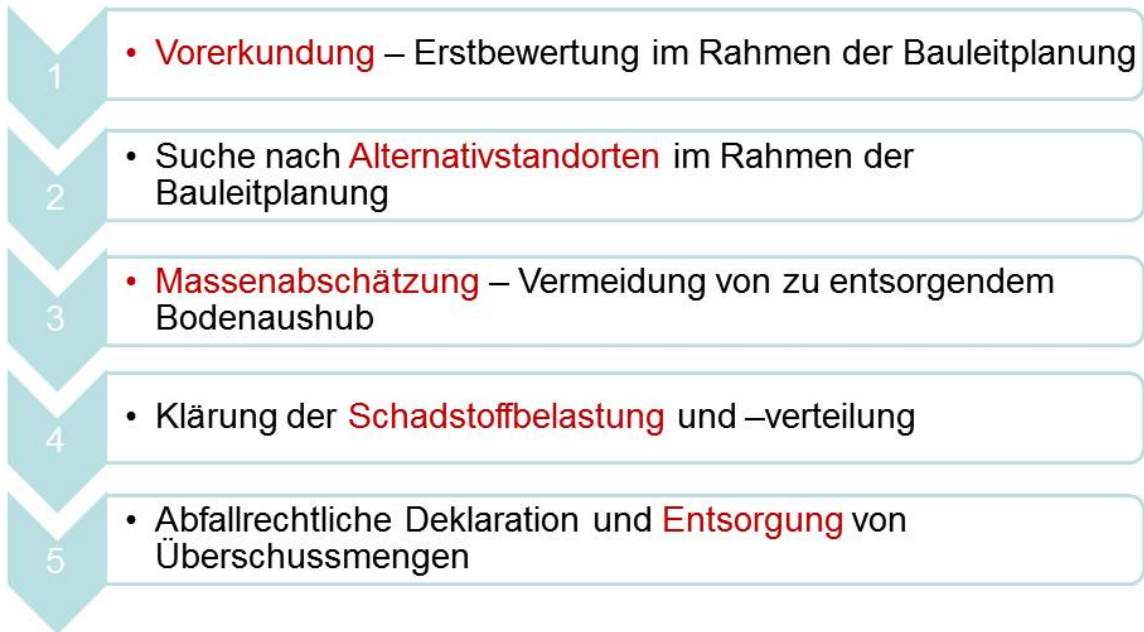 1
• Vorerkundung – Erstbewertung im Rahmen der Bauleitplanung
2
• Suche nach Alternativstandorten im Rahmen der
Bauleitplanung
3
• Massenabschätzung – Vermeidung von zu entsorgendem
Bodenaushub
4
• Klärung der Schadstoffbelastung und –verteilung
5
• Abfallrechtliche Deklaration und Entsorgung von
Überschussmengen